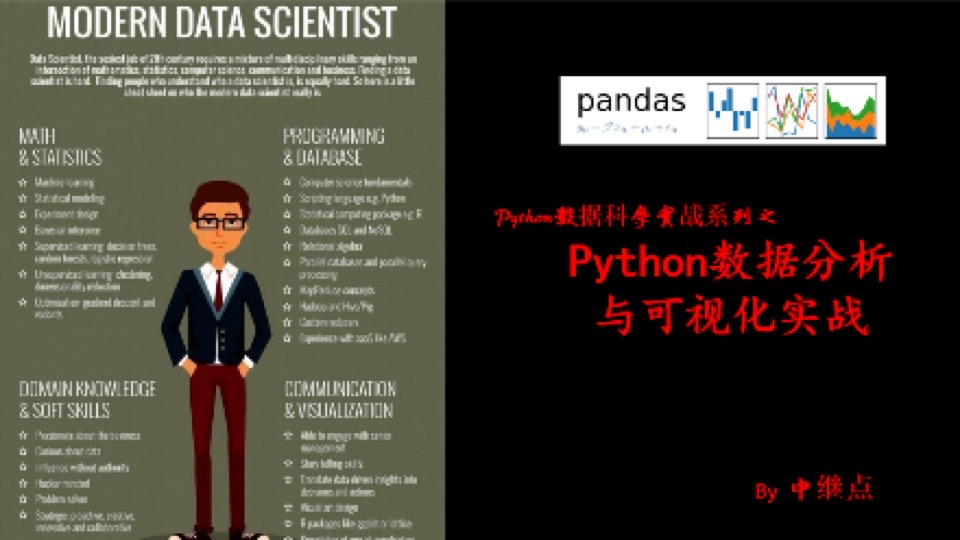 MODERN DATA SCIENTIST
Data Scientist, the sexiest job of 21th century requires a mixture of multidisciplinary skills ranging from an
intersection of mathematics, statistics, computer science, communication and business. Finding a data
scientist is hard. Finding people who understand who a data scientist is, is equally hard. So here is a little
cheat sheet on who the modern data scientist really is.
MATH
& STATISTICS
☆ Machine learning
☆ Statistical modeling
☆ Experiment design
☆ Bayesian inference
☆ Supervised learning: decision trees,
random forests, logistic regression
☆ Unsupervised learning: clustering,
dimensionality reduction
☆ Optimization: gradient descent and
variants
PROGRAMMING
& DATABASE
☆ Computer science fundamentals
☆ Scripting language e.g. Python
☆ Statistical computing package e.g. R
☆ Databases SQL and NoSQL
☆ Relational algebra
☆ Parallel databases and parallel query
processing
☆ MapReduce concepts
☆ Hadoop and Hive/Pig
☆ Custom reducers
☆ Experience with xaaS like AWS
DOMAIN KNOWLEDGE
& SOFT SKILLS
☆ Passionate about the business
☆ Curious about data
☆ Influence without authority
☆ Hacker mindset
☆ Problem solver
☆ Strategic, proactive, creative,
innovative and collaborative
COMMUNICATION
& VISUALIZATION
☆ Able to engage with senior
management
☆ Story telling skills
☆ Translate data-driven insights into
decisions and actions
☆ Visual art design
☆ R packages like ggplot or lattice
pandas
Python数据科学实战系列之
Python数据分析
与可视化实战
By 中继点